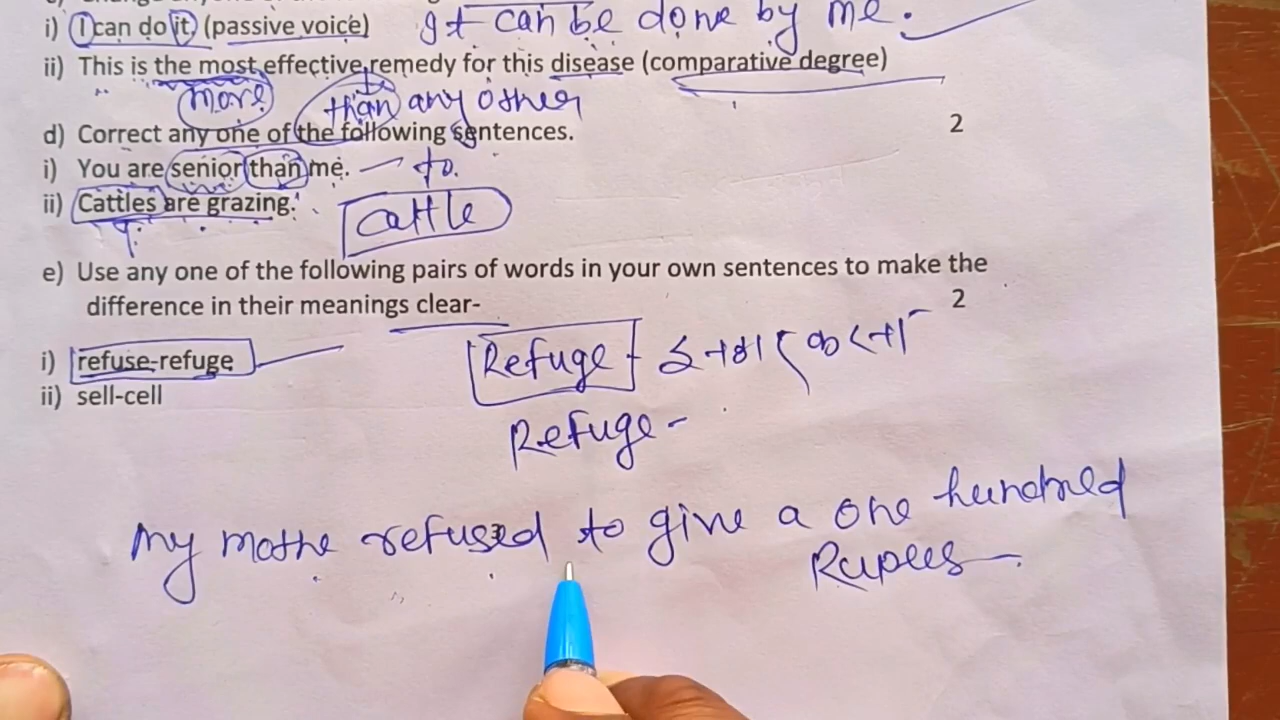 i) I can do it. (passive voice) It can be done by me.
ii) This is the most effective remedy for this disease (comparative degree)
more than any other
d) Correct any one of the following sentences. 2
i) You are senior than me. — to.
ii) Cattles are grazing. Cattle
e) Use any one of the following pairs of words in your own sentences to make the
difference in their meanings clear- 2
i) refuse-refuge
Refuge - इन्कार करना
ii) sell-cell
Refuge -
My mothe refused to give a one hundred
Rupees